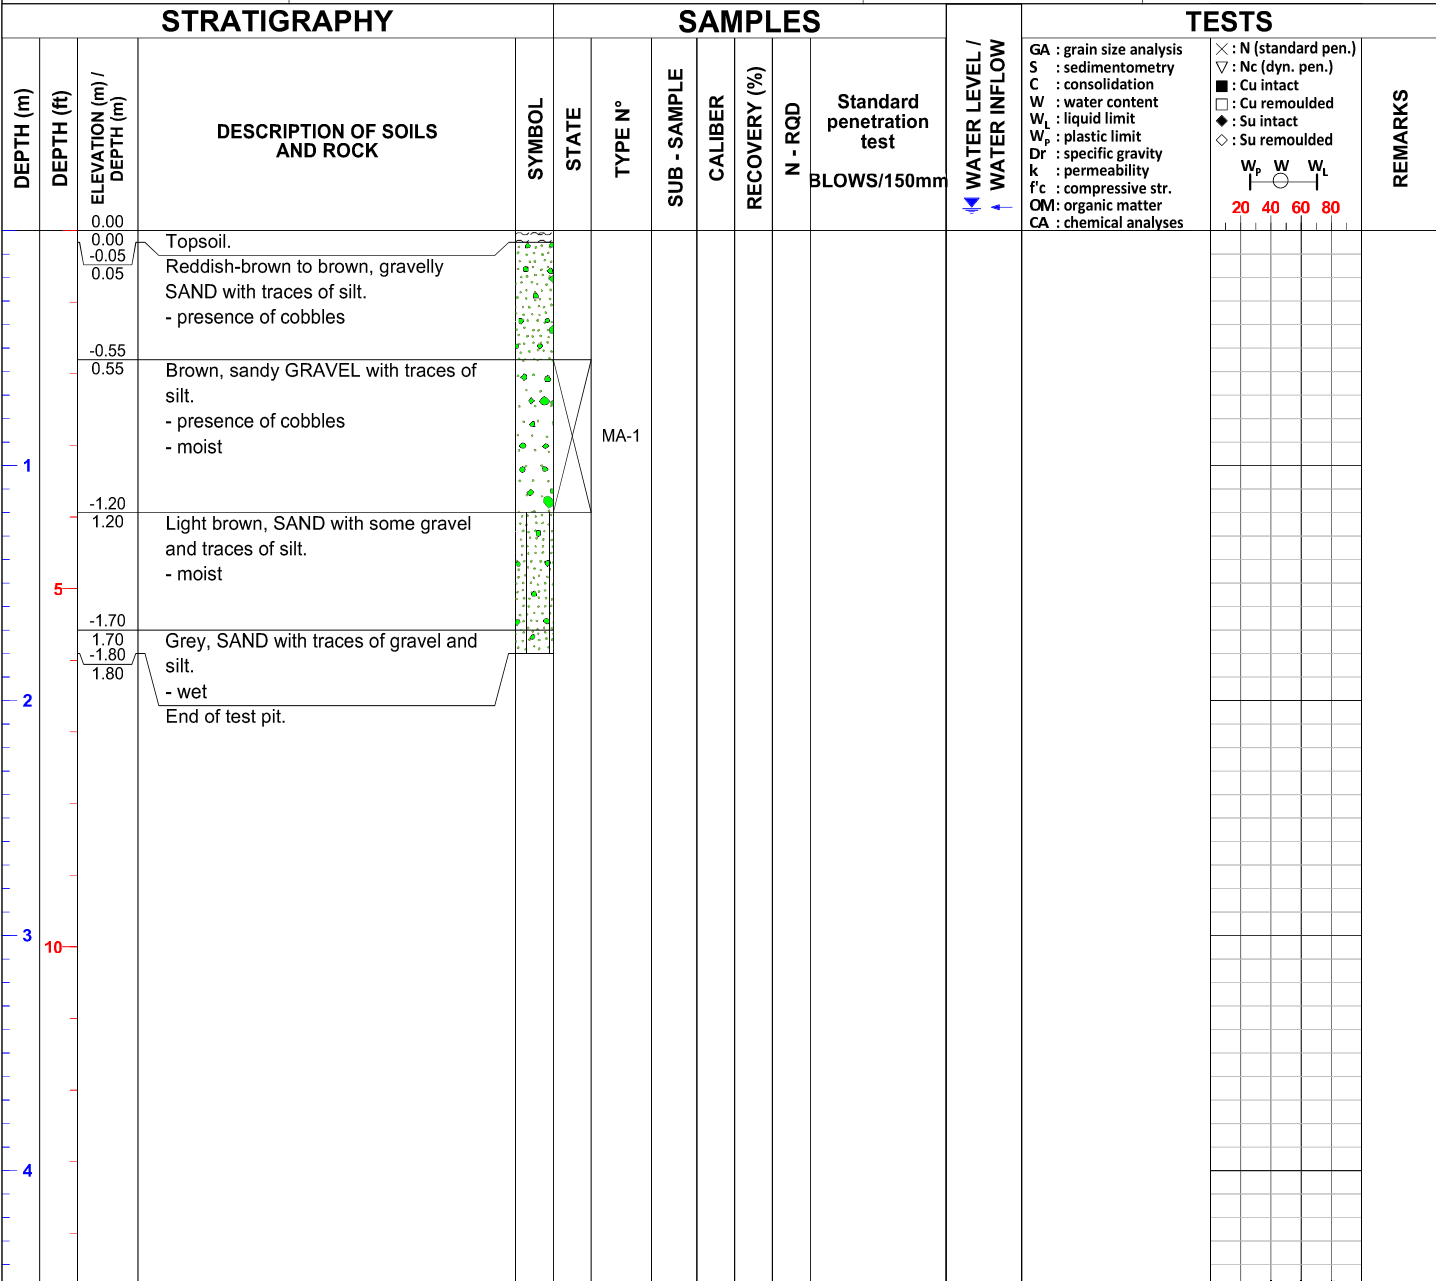 STRATIGRAPHY
SAMPLES
TESTS
DEPTH (m)
DEPTH (ft)
ELEVATION (m) /
DEPTH (m)
DESCRIPTION OF SOILS
AND ROCK
SYMBOL
STATE
TYPE N°
SUB - SAMPLE
CALIBER
RECOVERY (%)
N - RQD
Standard
penetration
test
BLOWS/150mm
WATER LEVEL /
WATER INFLOW
GA : grain size analysis
S : sedimentometry
C : consolidation
W : water content
WL : liquid limit
WP : plastic limit
Dr : specific gravity
k : permeability
f'c : compressive str.
OM: organic matter
CA : chemical analyses
╳ : N (standard pen.)
▽ : Nc (dyn. pen.)
■ : Cu intact
□ : Cu remoulded
◆ : Su intact
◇ : Su remoulded
WP W WL
20 40 60 80
REMARKS
0.00
0.00
-0.05
0.05
Topsoil.
Reddish-brown to brown, gravelly
SAND with traces of silt.
- presence of cobbles
-0.55
0.55
Brown, sandy GRAVEL with traces of
silt.
- presence of cobbles
- moist
MA-1
1
-1.20
1.20
Light brown, SAND with some gravel
and traces of silt.
- moist
5
-1.70
1.70
Grey, SAND with traces of gravel and
silt.
- wet
-1.80
1.80
End of test pit.
2
3
10
4